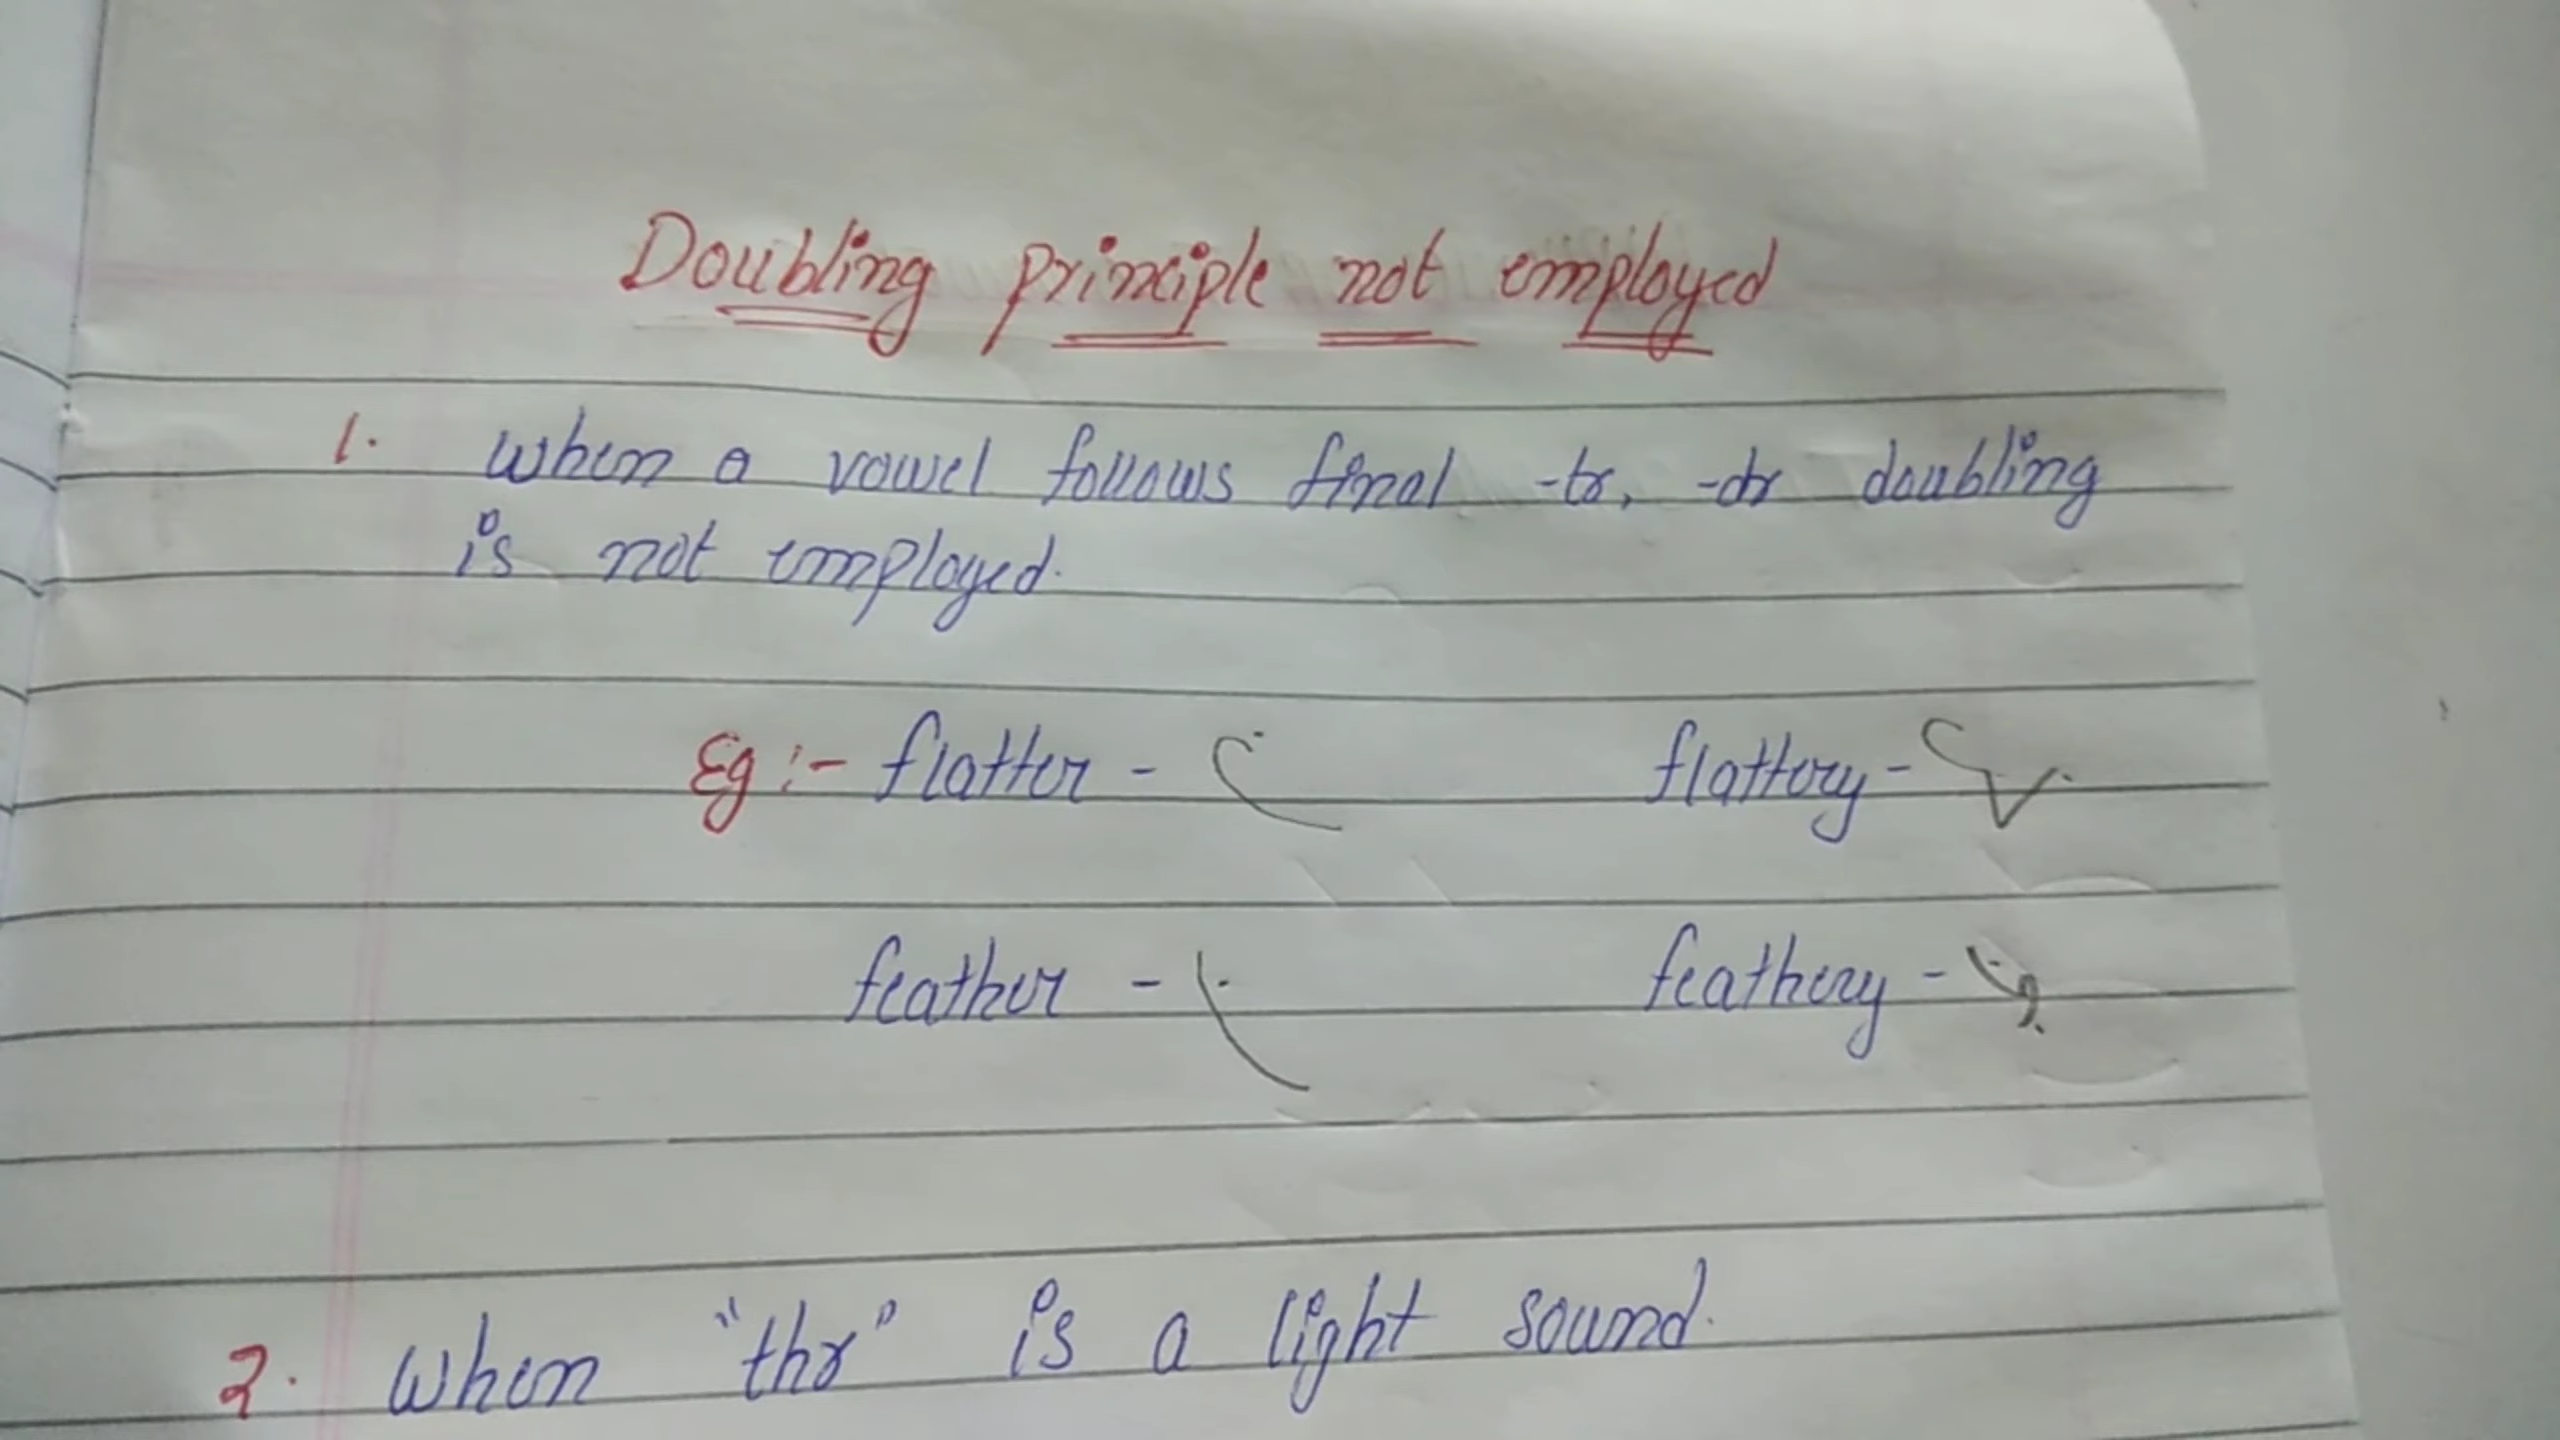 Doubling principle not employed
1. When a vowel follows final -tr, -dr doubling
is not employed.
Eg :- flatter - flattery -
feather - feathery -
2. When "thr" is a light sound.